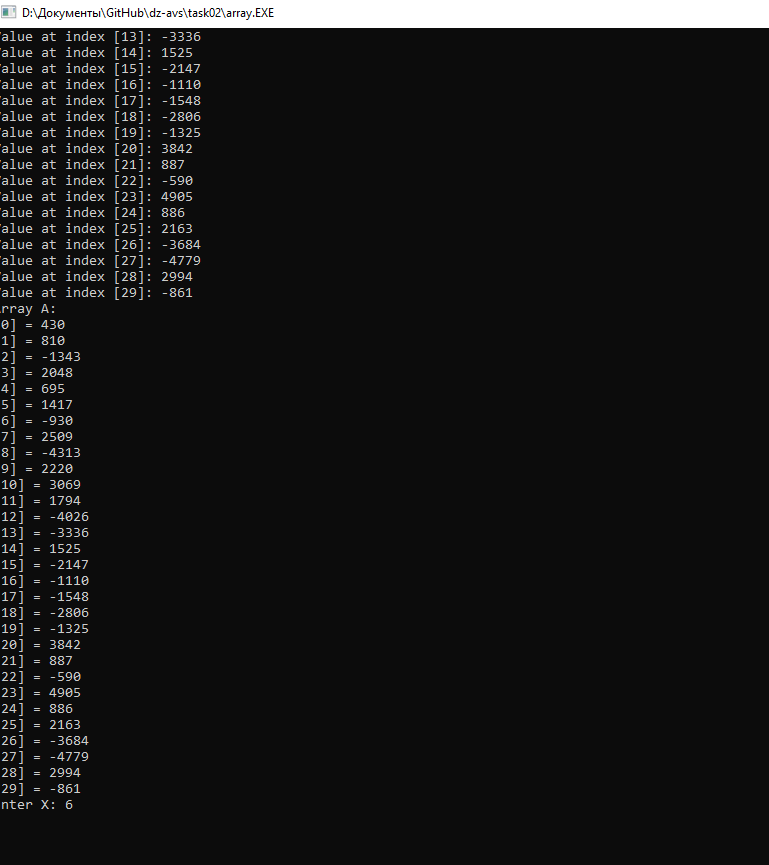 D:\Документы\GitHub\dz-avs\task02\array.EXE
alue at index [13]: -3336
alue at index [14]: 1525
alue at index [15]: -2147
alue at index [16]: -1110
alue at index [17]: -1548
alue at index [18]: -2806
alue at index [19]: -1325
alue at index [20]: 3842
alue at index [21]: 887
alue at index [22]: -590
alue at index [23]: 4905
alue at index [24]: 886
alue at index [25]: 2163
alue at index [26]: -3684
alue at index [27]: -4779
alue at index [28]: 2994
alue at index [29]: -861
rray A:
0] = 430
1] = 810
2] = -1343
3] = 2048
4] = 695
5] = 1417
6] = -930
7] = 2509
8] = -4313
9] = 2220
10] = 3069
11] = 1794
12] = -4026
13] = -3336
14] = 1525
15] = -2147
16] = -1110
17] = -1548
18] = -2806
19] = -1325
20] = 3842
21] = 887
22] = -590
23] = 4905
24] = 886
25] = 2163
26] = -3684
27] = -4779
28] = 2994
29] = -861
nter X: 6